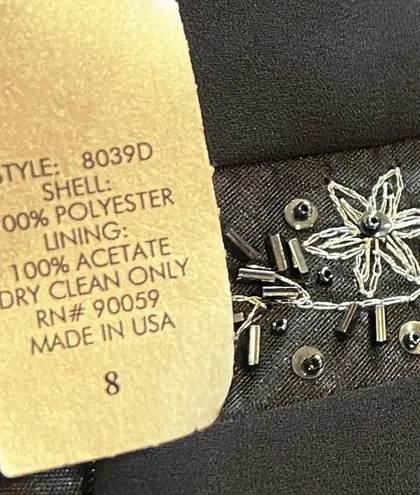 STYLE: 8039D
SHELL:
00% POLYESTER
LINING:
100% ACETATE
DRY CLEAN ONLY
RN# 90059
MADE IN USA
8